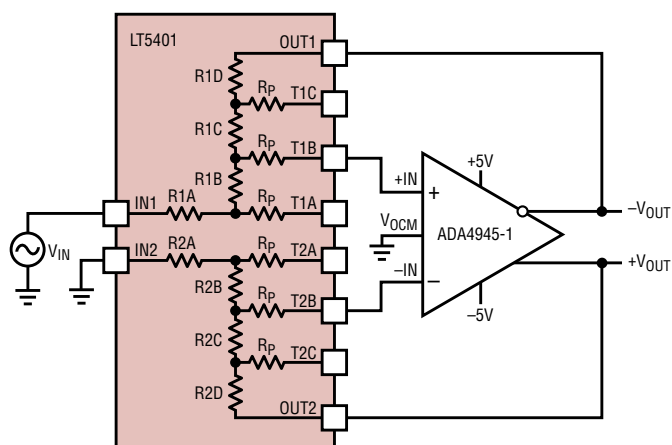 LT5401
OUT1
R1D
RP
T1C
R1C
RP
T1B
R1B
+IN
+5V
IN1
R1A
RP
T1A
VOCM
ADA4945-1
–VOUT
VIN
IN2
R2A
RP
T2A
+VOUT
R2B
RP
T2B
–IN
–5V
R2C
RP
T2C
R2D
OUT2
+
–